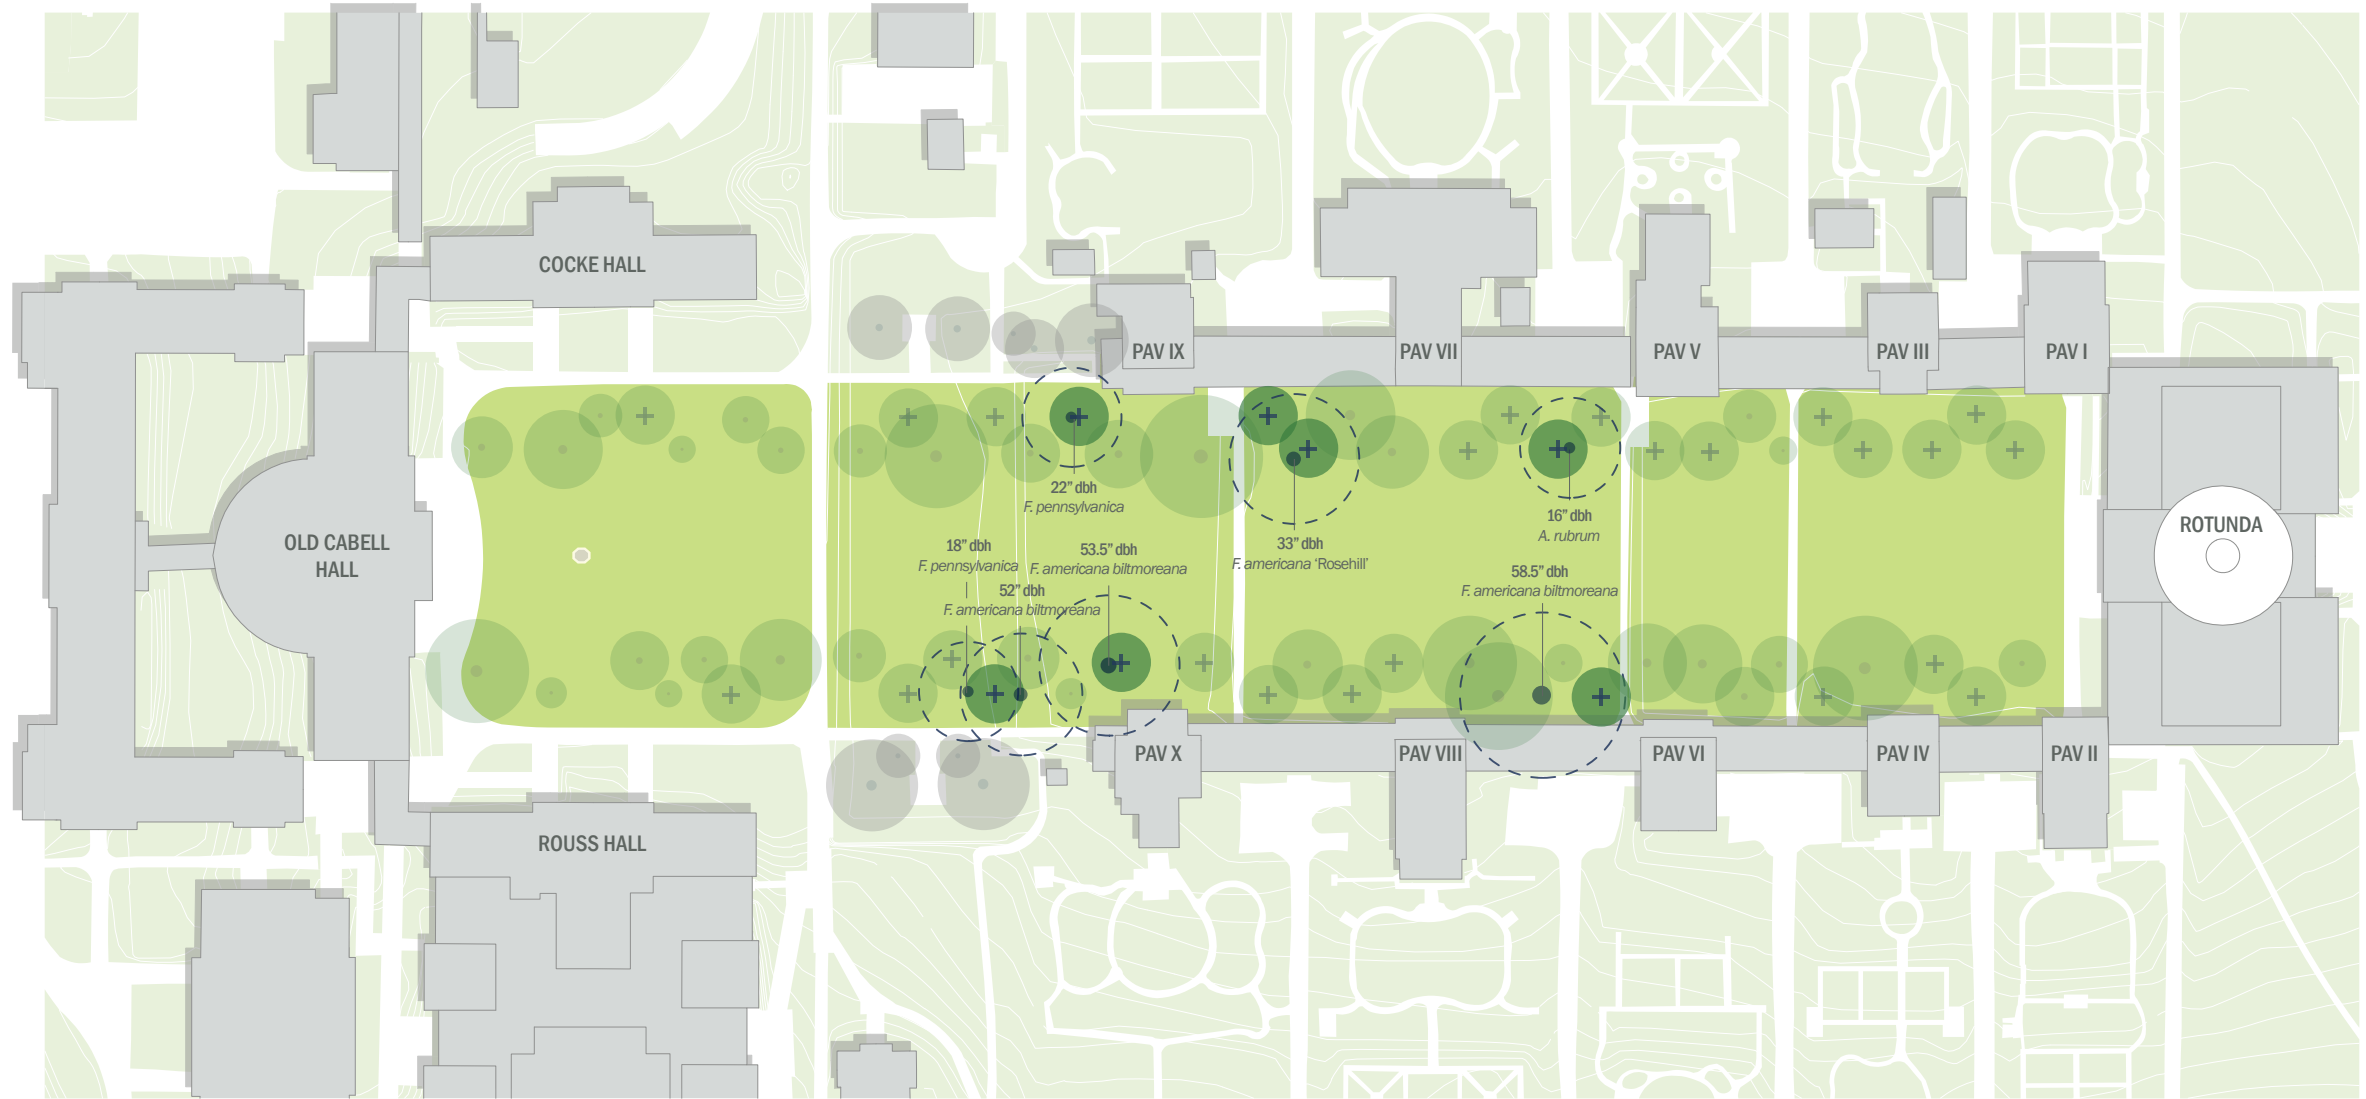 COCKE HALL
PAV IX
PAV VII
PAV V
PAV III
PAV I
22” dbh
F. pennsylvanica
16” dbh
A. rubrum
33” dbh
F. americana ‘Rosehill’
18” dbh
F. pennsylvanica
53.5” dbh
F. americana biltmoreana
52” dbh
F. americana biltmoreana
58.5” dbh
F. americana biltmoreana
OLD CABELL
HALL
ROTUNDA
PAV X
PAV VIII
PAV VI
PAV IV
PAV II
ROUSS HALL